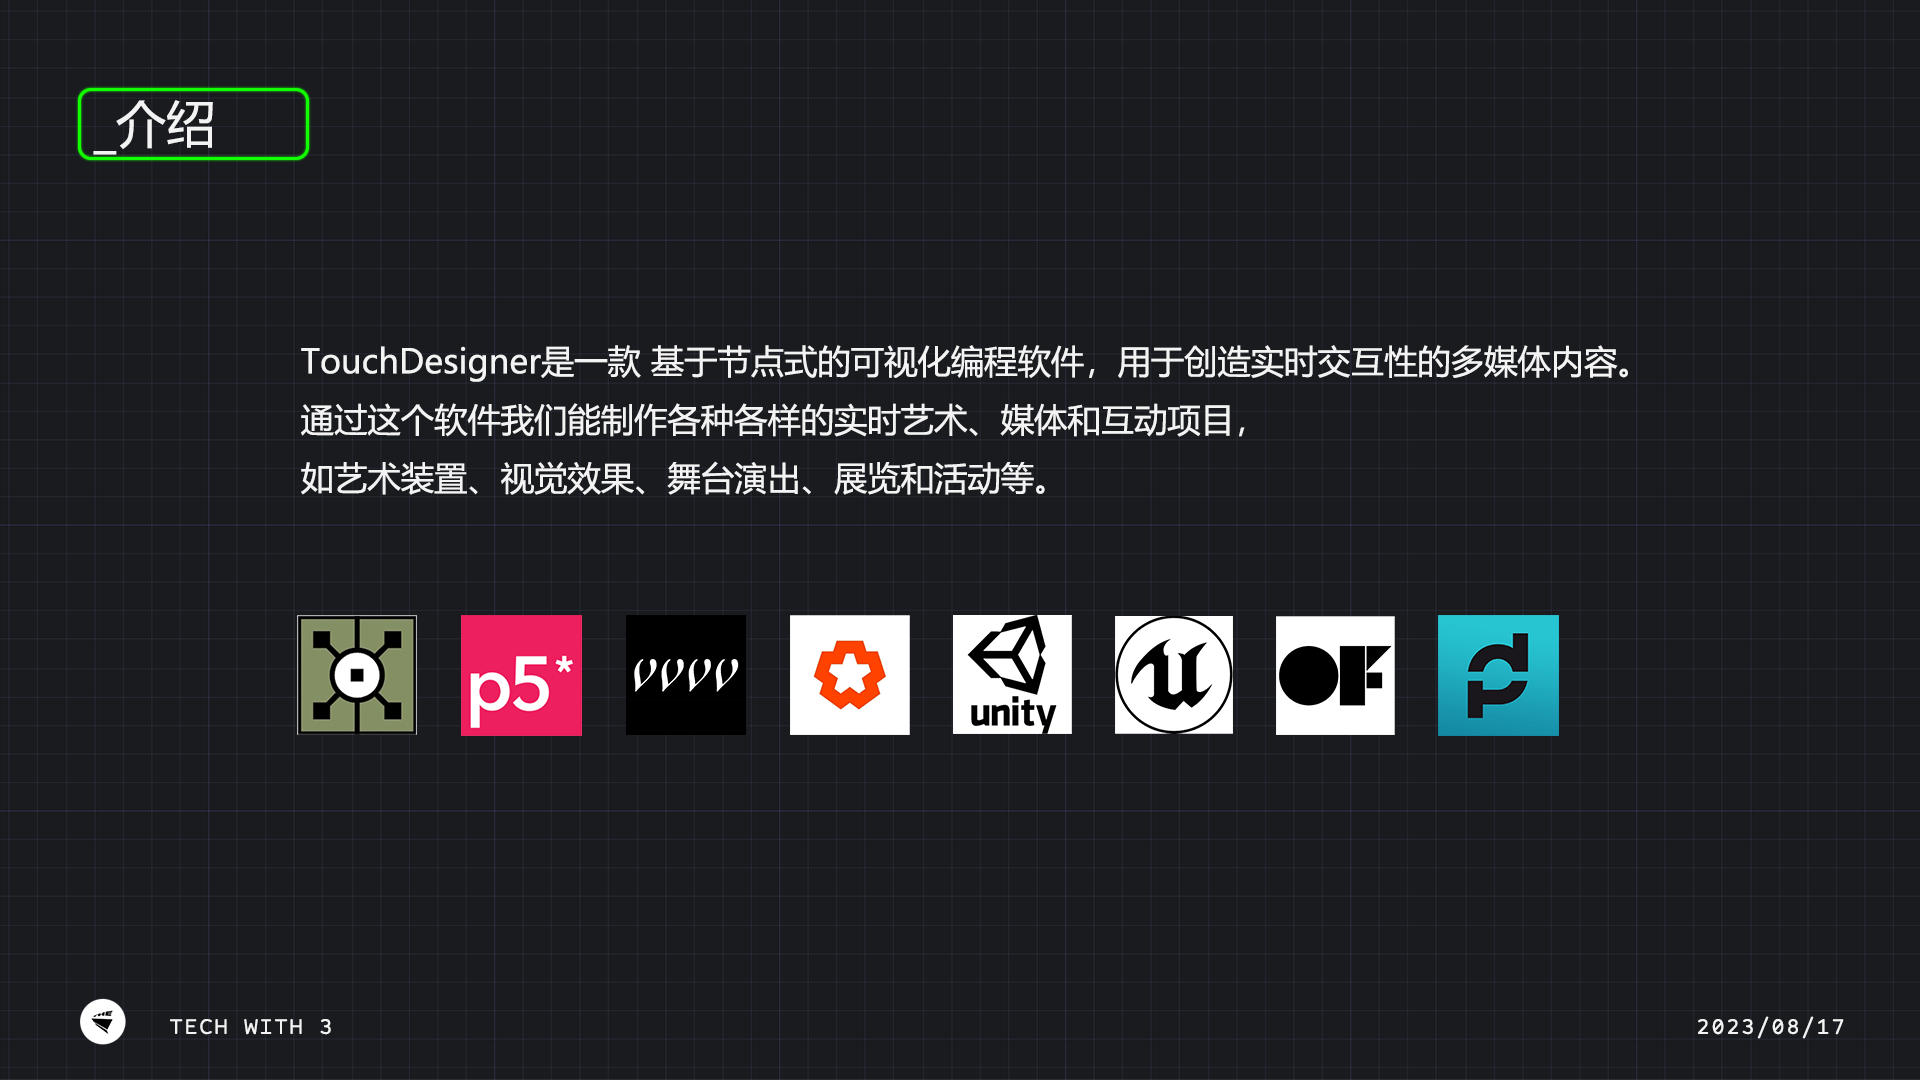 _介绍
TouchDesigner是一款 基于节点式的可视化编程软件，用于创造实时交互性的多媒体内容。
通过这个软件我们能制作各种各样的实时艺术、媒体和互动项目，
如艺术装置、视觉效果、舞台演出、展览和活动等。
p5*
vvvv
unity
OF
TECH WITH 3
2023/08/17